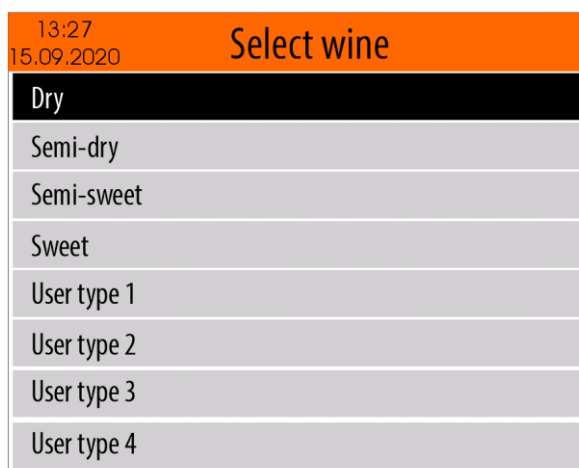 13:27
15.09.2020
Select wine
Dry
Semi-dry
Semi-sweet
Sweet
User type 1
User type 2
User type 3
User type 4